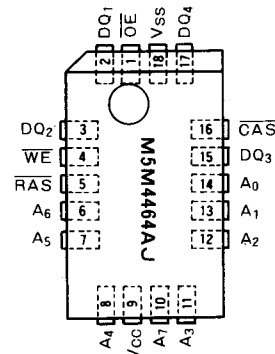 DQ1 OE VSS DQ4
2 1 18 17
DQ2 3 16 CAS
WE 4 15 DQ3
RAS 5 14 A0
A6 6 13 A1
A5 7 12 A2
M5M4464AJ
8 9 10 11
A4 VCC A7 A3